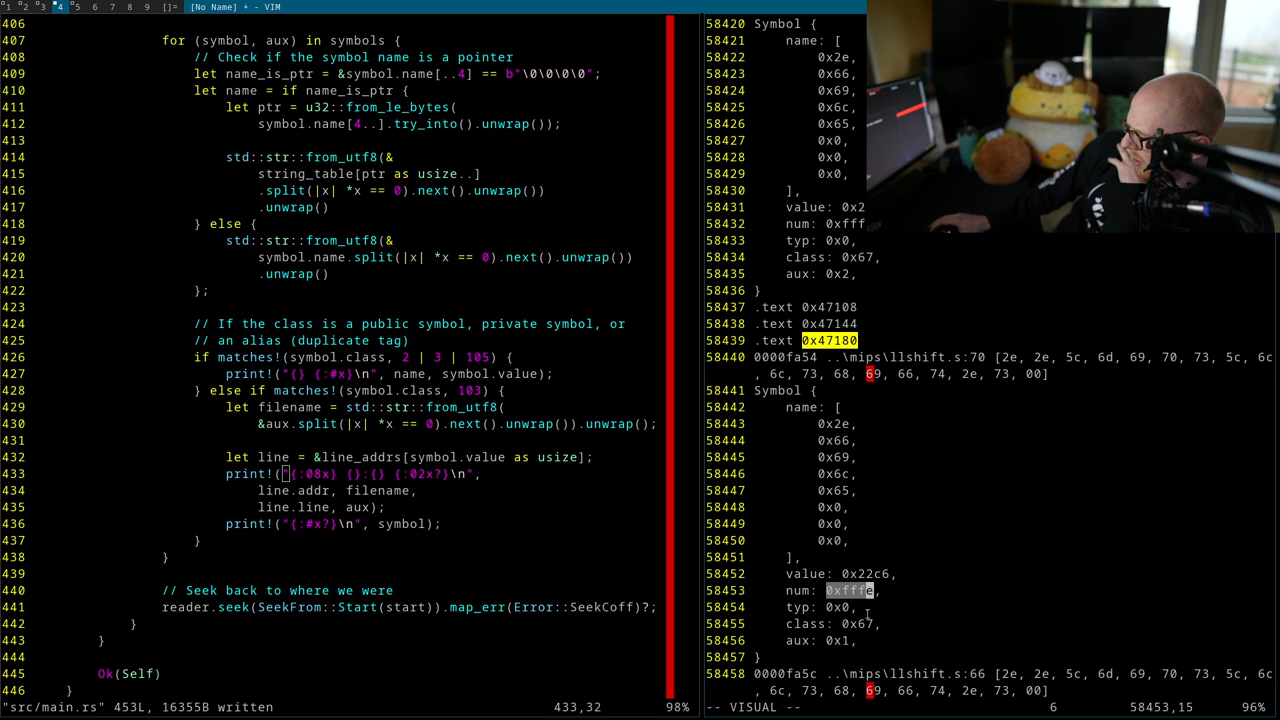 1 2 3 4 5 6 7 8 9 []= [No Name] + - VIM
406
407 for (symbol, aux) in symbols {
408 // Check if the symbol name is a pointer
409 let name_is_ptr = &symbol.name[..4] == b"\0\0\0\0";
410 let name = if name_is_ptr {
411 let ptr = u32::from_le_bytes(
412 symbol.name[4..].try_into().unwrap());
413
414 std::str::from_utf8(&
415 string_table[ptr as usize..]
416 .split(|x| *x == 0).next().unwrap())
417 .unwrap()
418 } else {
419 std::str::from_utf8(&
420 symbol.name.split(|x| *x == 0).next().unwrap())
421 .unwrap()
422 };
423
424 // If the class is a public symbol, private symbol, or
425 // an alias (duplicate tag)
426 if matches!(symbol.class, 2 | 3 | 105) {
427 print!("{} {:#x}\n", name, symbol.value);
428 } else if matches!(symbol.class, 103) {
429 let filename = std::str::from_utf8(
430 &aux.split(|x| *x == 0).next().unwrap()).unwrap();
431
432 let line = &line_addrs[symbol.value as usize];
433 print!("{:08x} {}:{} {:02x?}\n",
434 line.addr, filename,
435 line.line, aux);
436 print!("{:#x?}\n", symbol);
437 }
438 }
439
440 // Seek back to where we were
441 reader.seek(SeekFrom::Start(start)).map_err(Error::SeekCoff)?;
442 }
443 }
444
445 Ok(Self)
446 }
"src/main.rs" 453L, 16355B written 433,32 98%
58420 Symbol {
58421 name: [
58422 0x2e,
58423 0x66,
58424 0x69,
58425 0x6c,
58426 0x65,
58427 0x0,
58428 0x0,
58429 0x0,
58430 ],
58431 value: 0x2
58432 num: 0xfff
58433 typ: 0x0,
58434 class: 0x67,
58435 aux: 0x2,
58436 }
58437 .text 0x47108
58438 .text 0x47144
58439 .text 0x47180
58440 0000fa54 ..\mips\llshift.s:70 [2e, 2e, 5c, 6d, 69, 70, 73, 5c, 6c
, 6c, 73, 68, 69, 66, 74, 2e, 73, 00]
58441 Symbol {
58442 name: [
58443 0x2e,
58444 0x66,
58445 0x69,
58446 0x6c,
58447 0x65,
58448 0x0,
58449 0x0,
58450 0x0,
58451 ],
58452 value: 0x22c6,
58453 num: 0xfffe,
58454 typ: 0x0,
58455 class: 0x67,
58456 aux: 0x1,
58457 }
58458 0000fa5c ..\mips\llshift.s:66 [2e, 2e, 5c, 6d, 69, 70, 73, 5c, 6c
, 6c, 73, 68, 69, 66, 74, 2e, 73, 00]
-- VISUAL -- 6 58453,15 96%